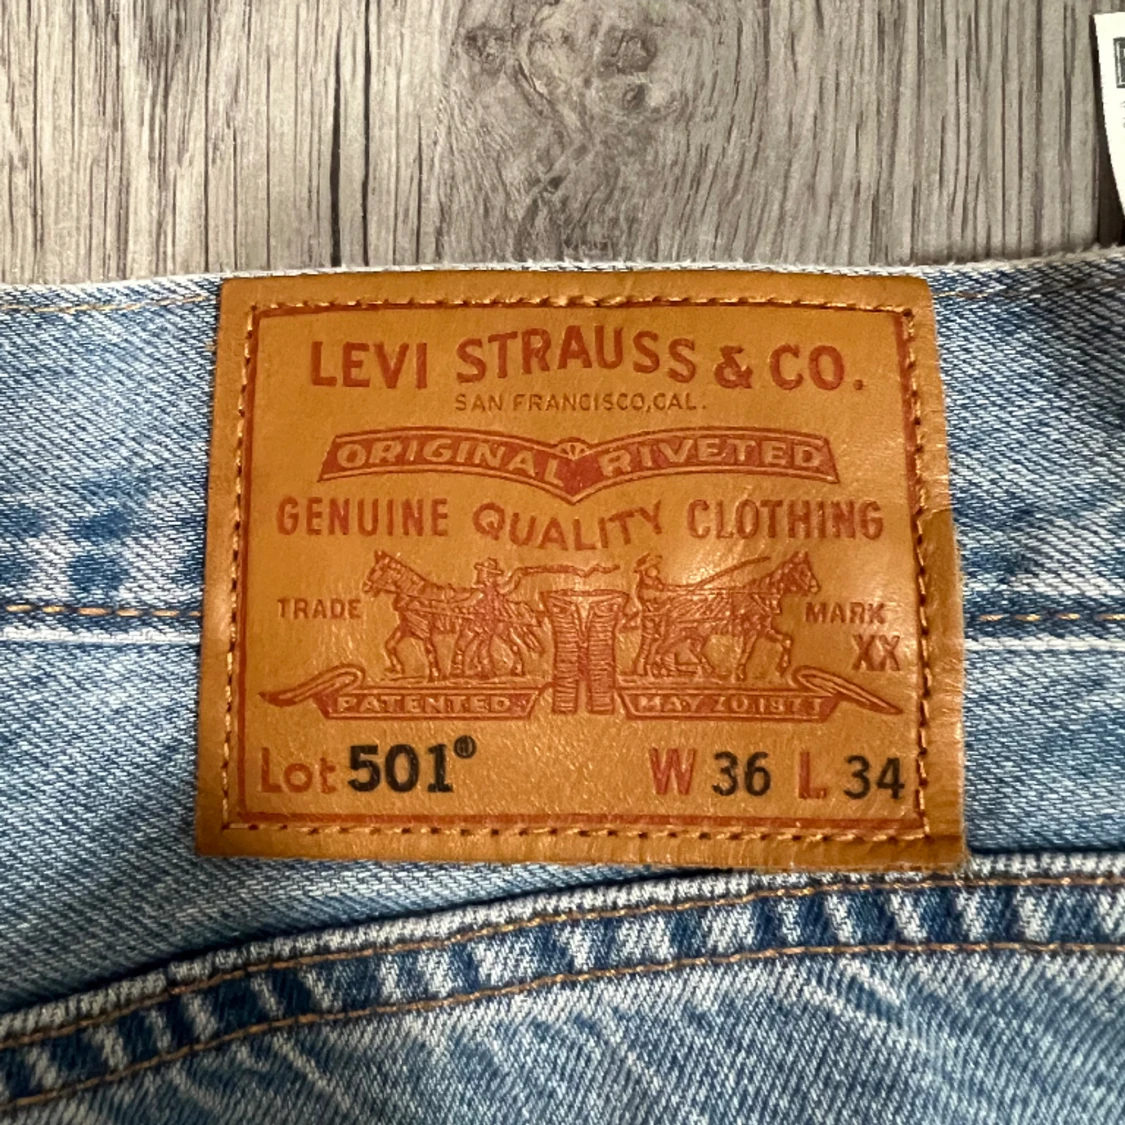 LEVI STRAUSS & CO.
SAN FRANCISCO, CAL.
ORIGINAL RIVETED
GENUINE QUALITY CLOTHING
TRADE MARK
XX
PATENTED MAY 20 1873
Lot 501® W 36 L 34